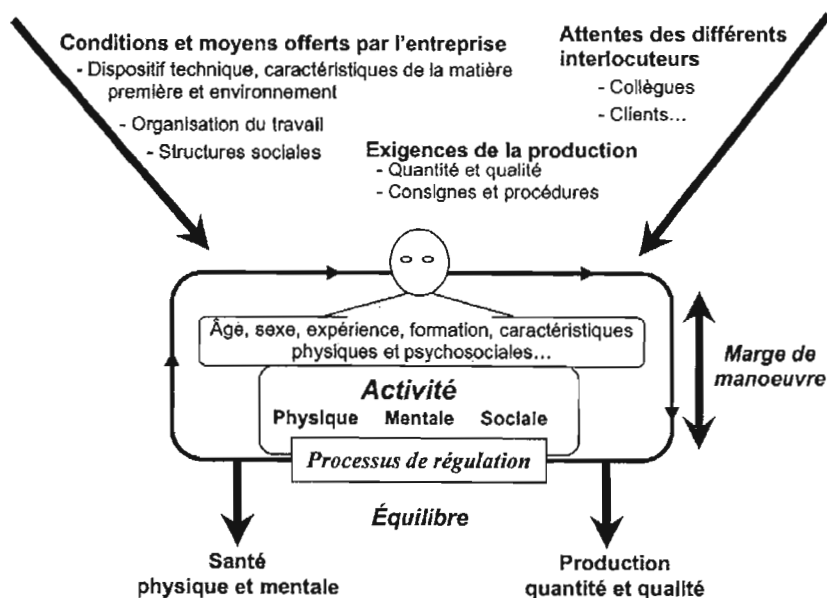 Conditions et moyens offerts par l'entreprise
- Dispositif technique, caractéristiques de la matière
première et environnement
- Organisation du travail
- Structures sociales
Attentes des différents
interlocuteurs
- Collègues
- Clients...
Exigences de la production
- Quantité et qualité
- Consignes et procédures
Âge, sexe, expérience, formation, caractéristiques
physiques et psychosociales...
Activité
Physique Mentale Sociale
Processus de régulation
Marge de
manoeuvre
Équilibre
Santé
physique et mentale
Production
quantité et qualité